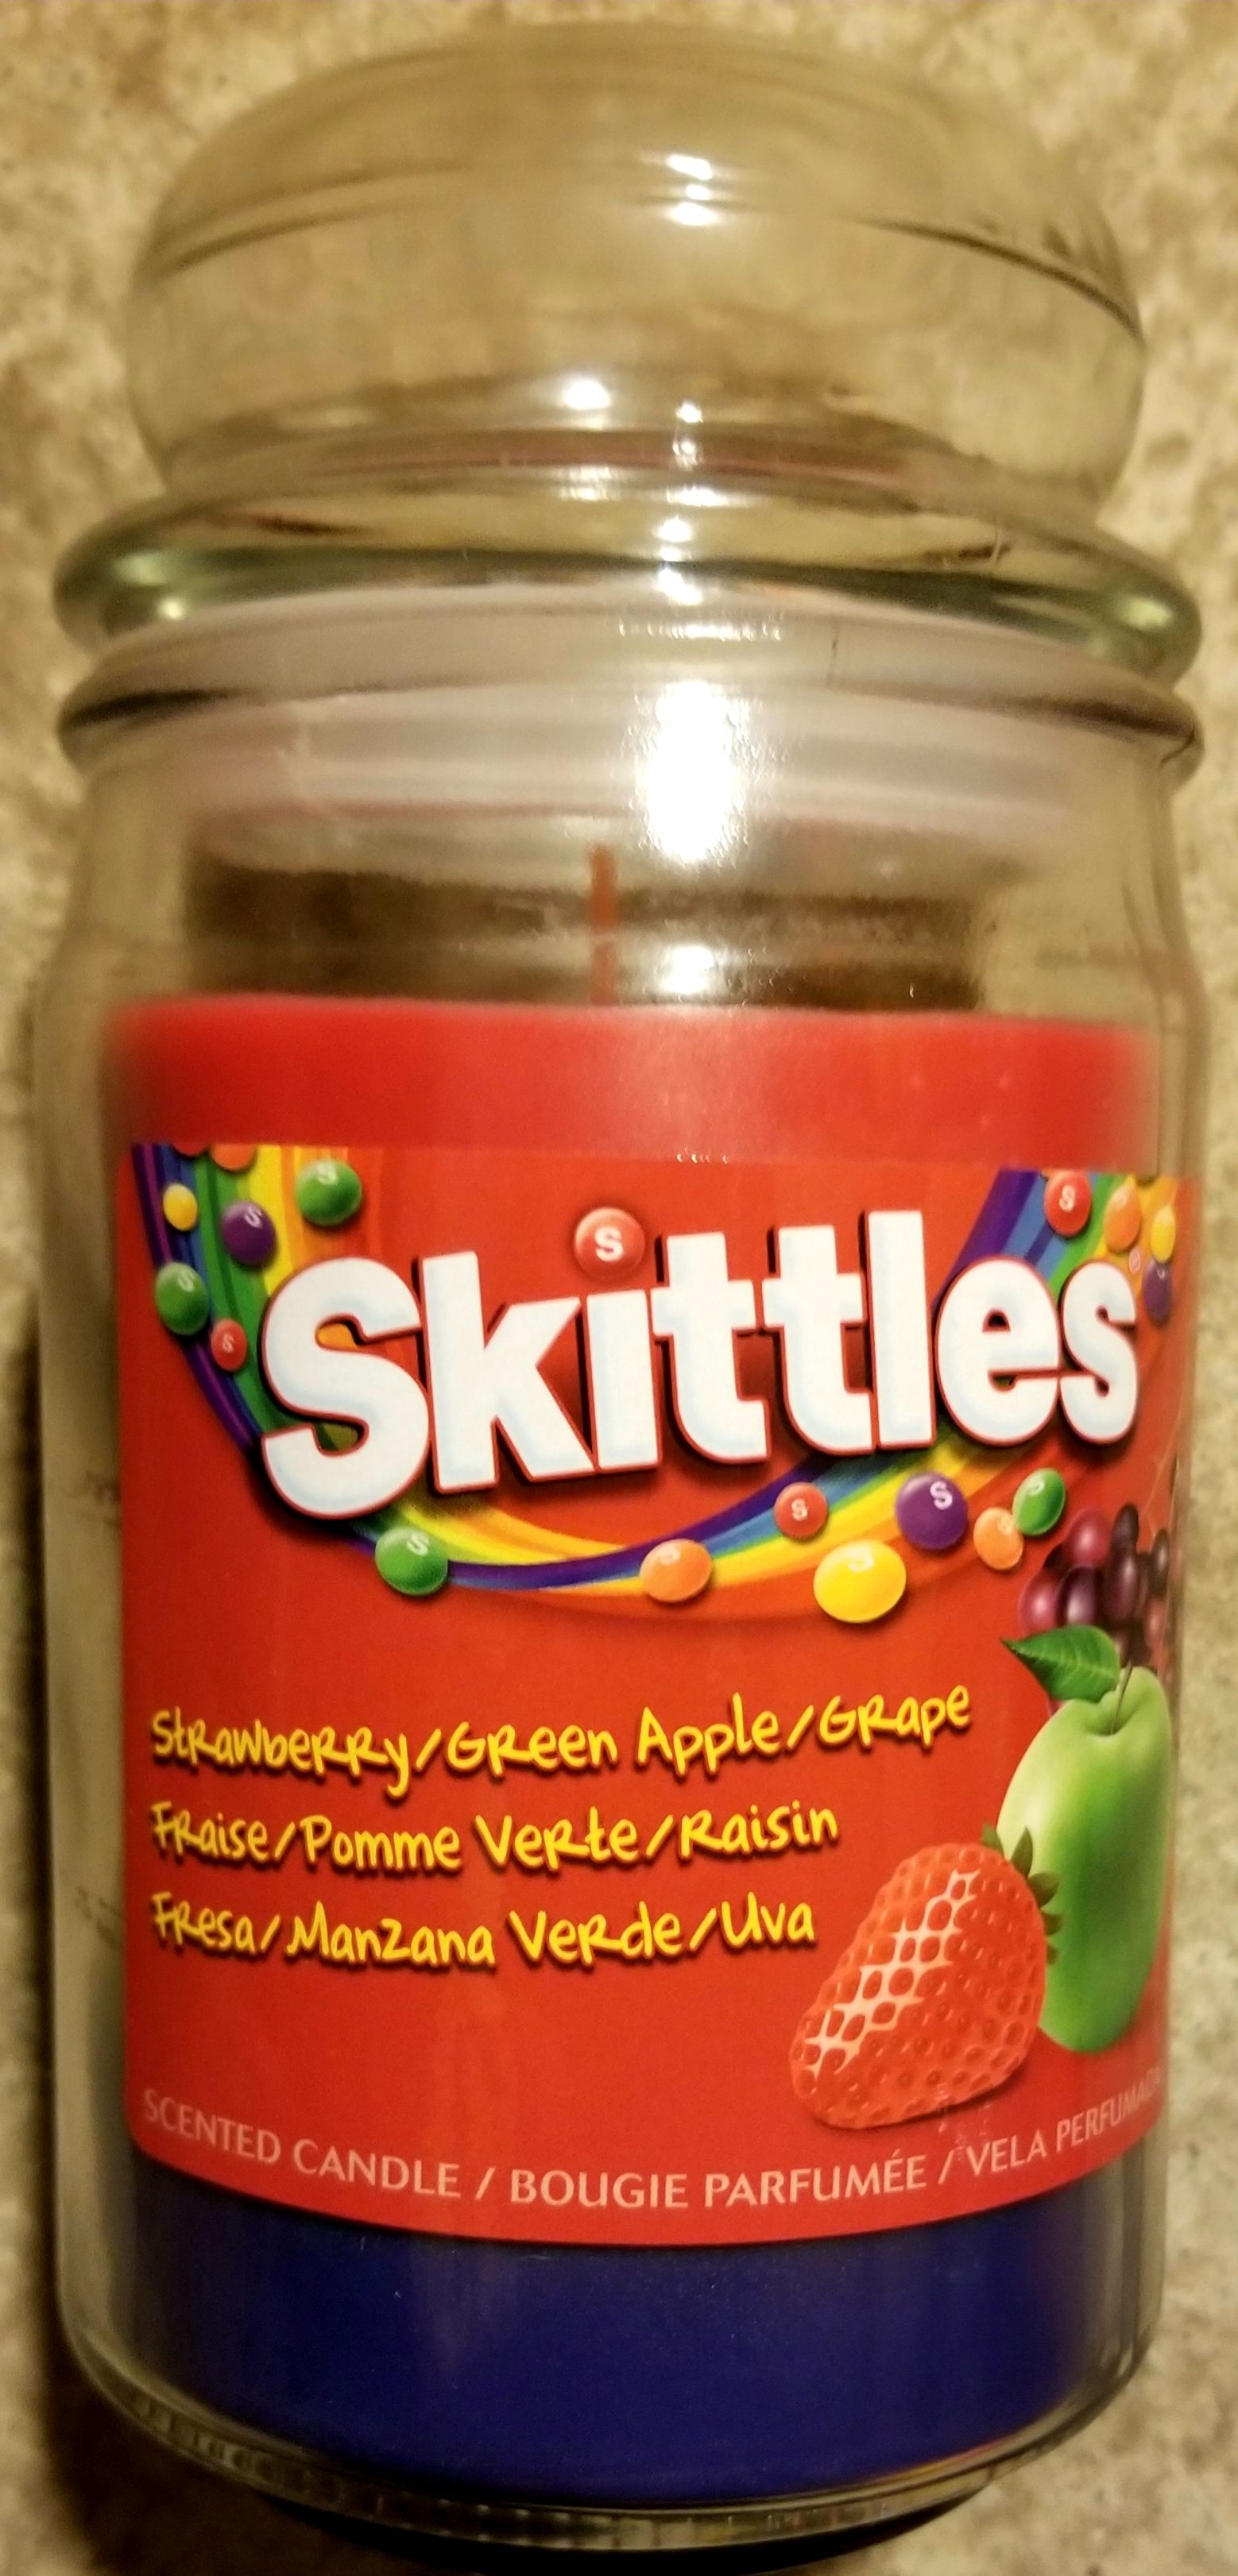 Skittles
Strawberry/Green Apple/Grape
Fraise/Pomme Verte/Raisin
Fresa/Manzana Verde/Uva
SCENTED CANDLE / BOUGIE PARFUMÉE / VELA PERFUMADA